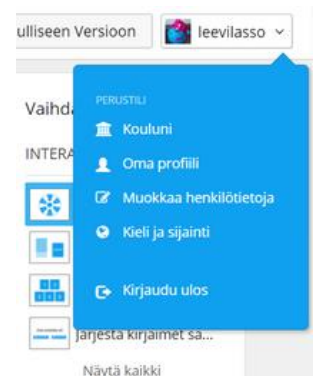 ulliseen Versioon
leevilasso
Vaihda
PERUSTILI
Kouluni
INTERA
Oma profiili
Muokkaa henkilötietoja
Kieli ja sijainti
Kirjaudu ulos
Järjestä kirjaimet sa...
Näytä kaikki